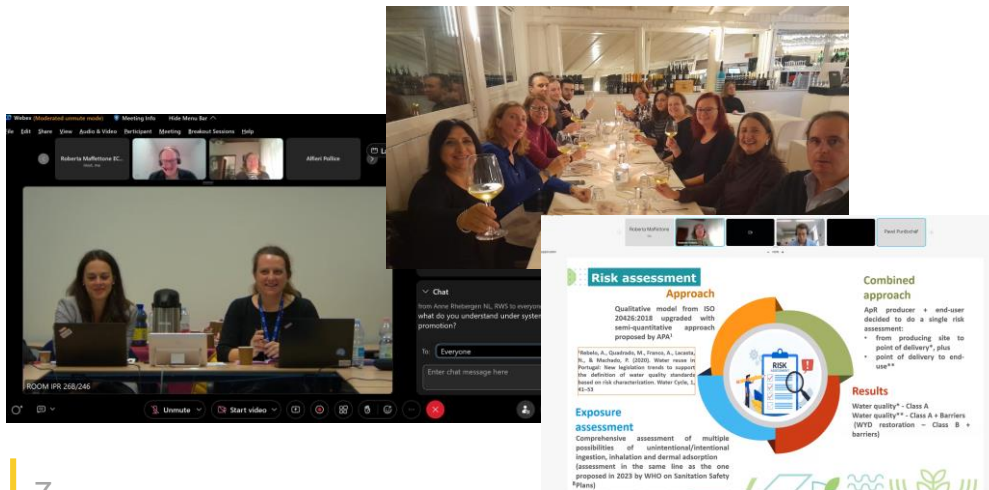 Webex (Moderated unmute mode) Meeting Info Hide Menu Bar
File Edit Share View Audio & Video Participant Meeting Breakout Sessions Help
Roberta Maffettone EC...
Alfieri Pollice
ROOM IPR 268/246
Chat
from Anne Rhebergen NL, RWS to everyone
what do you understand under system
promotion?
To: Everyone
Enter chat message here
Unmute
Start video
Roberta Maffettone
Risk assessment
Approach
Qualitative model from ISO
20426:2018 upgraded with
semi-quantitative approach
proposed by APA¹
¹Rebelo, A., Quadrado, M., Franco, A., Lacasta,
N., & Machado, P. (2020). Water reuse in
Portugal: New legislation trends to support
the definition of water quality standards
based on risk characterization. Water Cycle, 1,
41–53
Exposure
assessment
Comprehensive assessment of multiple
possibilities of unintentional/intentional
ingestion, inhalation and dermal adsorption
(assessment in the same line as the one
proposed in 2023 by WHO on Sanitation Safety
Plans)
RISK
Combined
approach
ApR producer + end-user
decided to do a single risk
assessment:
• from producing site to
point of delivery*, plus
• point of delivery to end-
use**
Results
Water quality* - Class A
Water quality** - Class A + Barriers
(WYD restoration – Class B +
barriers)